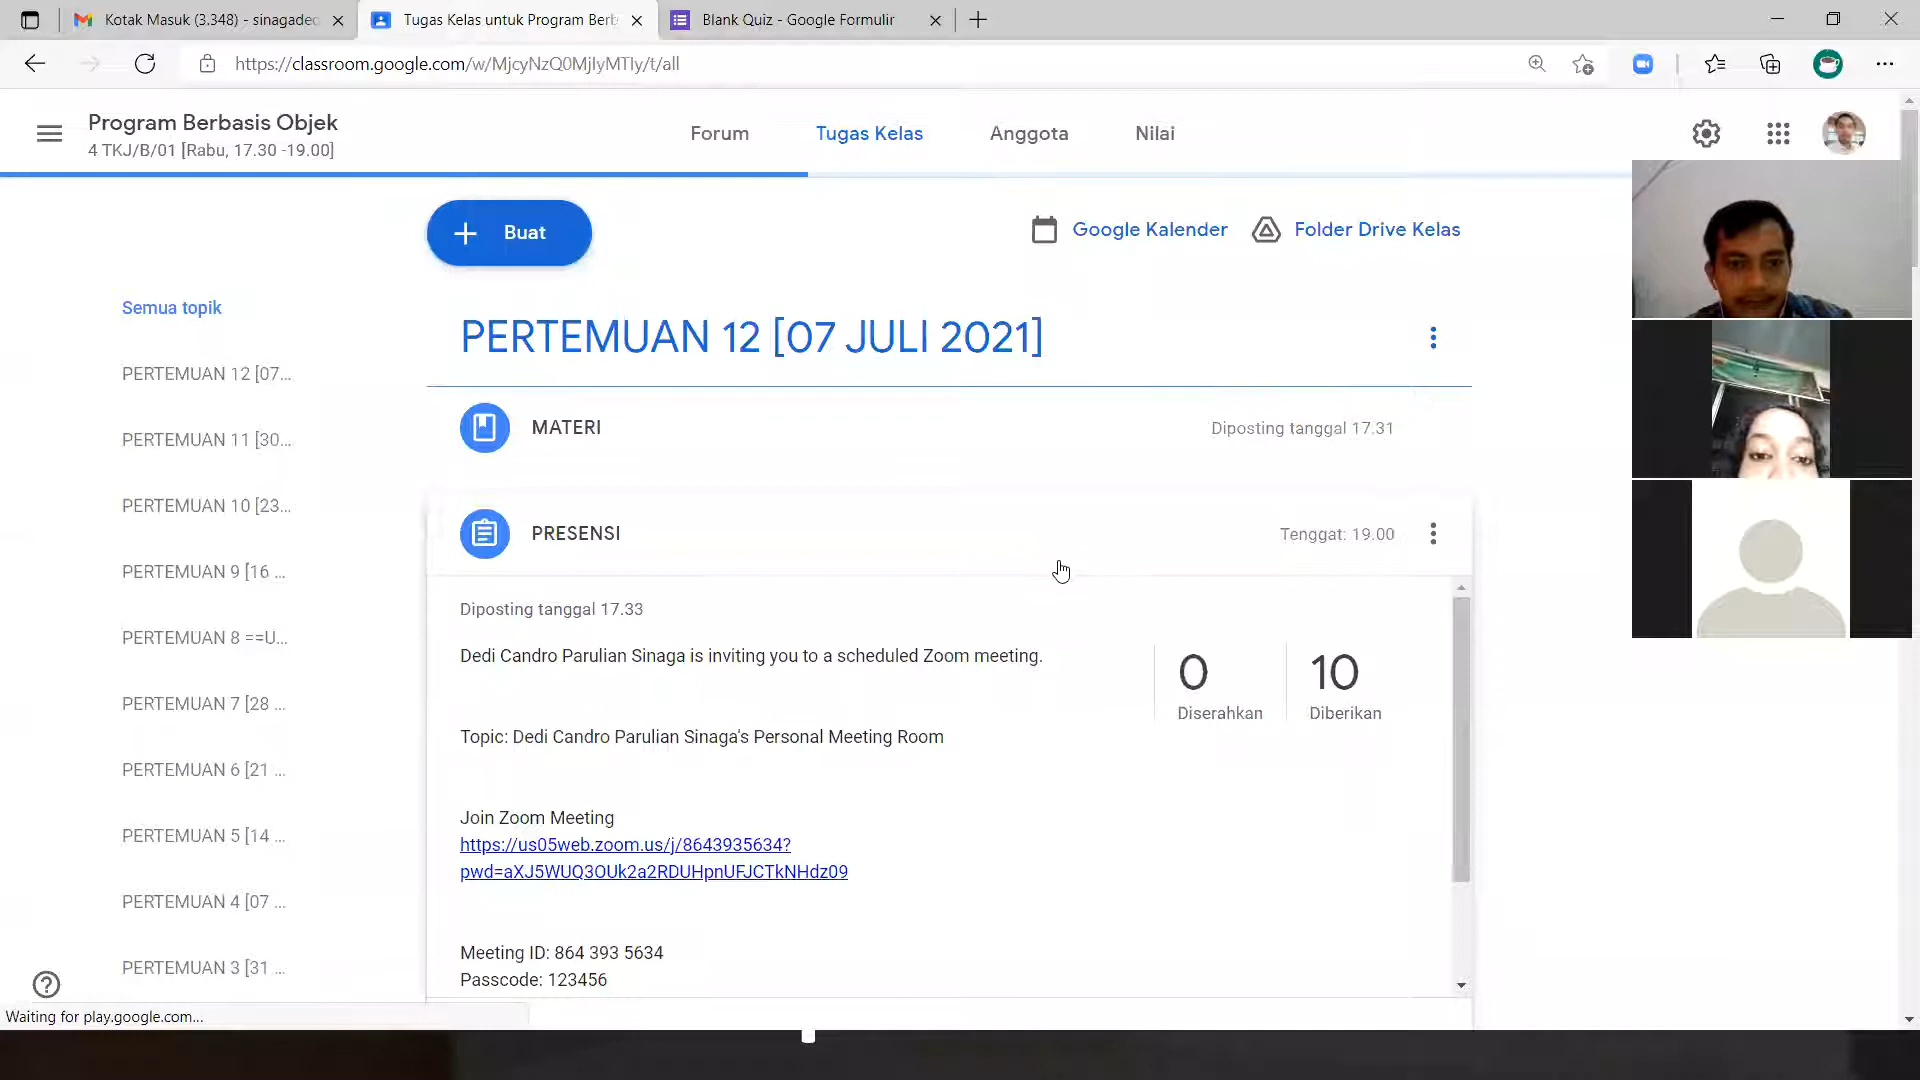 Kotak Masuk (3.348) - sinagadeo
Tugas Kelas untuk Program Berb
Blank Quiz - Google Formulir
https://classroom.google.com/w/MjcyNzQ0MjIyMTIy/t/all
Program Berbasis Objek
4 TKJ/B/01 [Rabu, 17.30 -19.00]
Forum
Tugas Kelas
Anggota
Nilai
Buat
Google Kalender
Folder Drive Kelas
Semua topik
PERTEMUAN 12 [07...
PERTEMUAN 11 [30...
PERTEMUAN 10 [23...
PERTEMUAN 9 [16 ...
PERTEMUAN 8 ==U...
PERTEMUAN 7 [28 ...
PERTEMUAN 6 [21 ...
PERTEMUAN 5 [14 ...
PERTEMUAN 4 [07 ...
PERTEMUAN 3 [31 ...
PERTEMUAN 12 [07 JULI 2021]
MATERI
Diposting tanggal 17.31
PRESENSI
Tenggat: 19.00
Diposting tanggal 17.33
Dedi Candro Parulian Sinaga is inviting you to a scheduled Zoom meeting.
0
Diserahkan
10
Diberikan
Topic: Dedi Candro Parulian Sinaga's Personal Meeting Room
Join Zoom Meeting
https://us05web.zoom.us/j/8643935634?
pwd=aXJ5WUQ3OUk2a2RDUHpnUFJCTkNHdz09
Meeting ID: 864 393 5634
Passcode: 123456
Waiting for play.google.com...